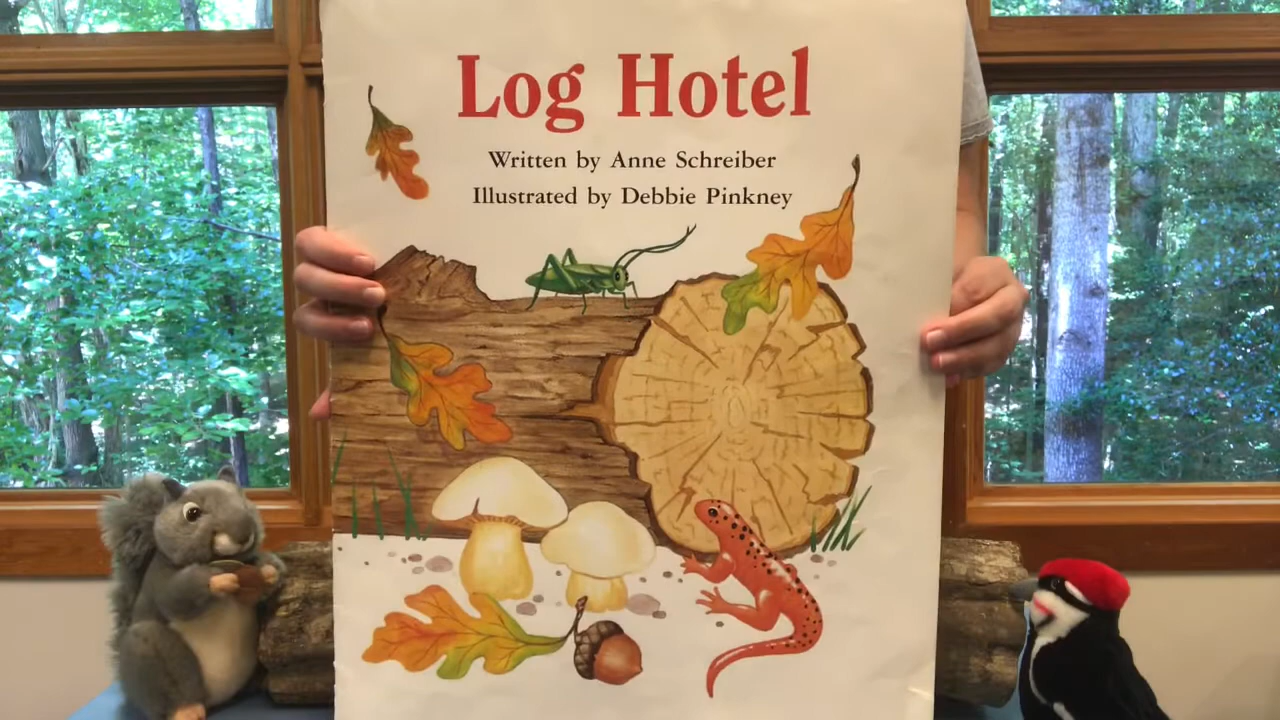 Log Hotel
Written by Anne Schreiber
Illustrated by Debbie Pinkney